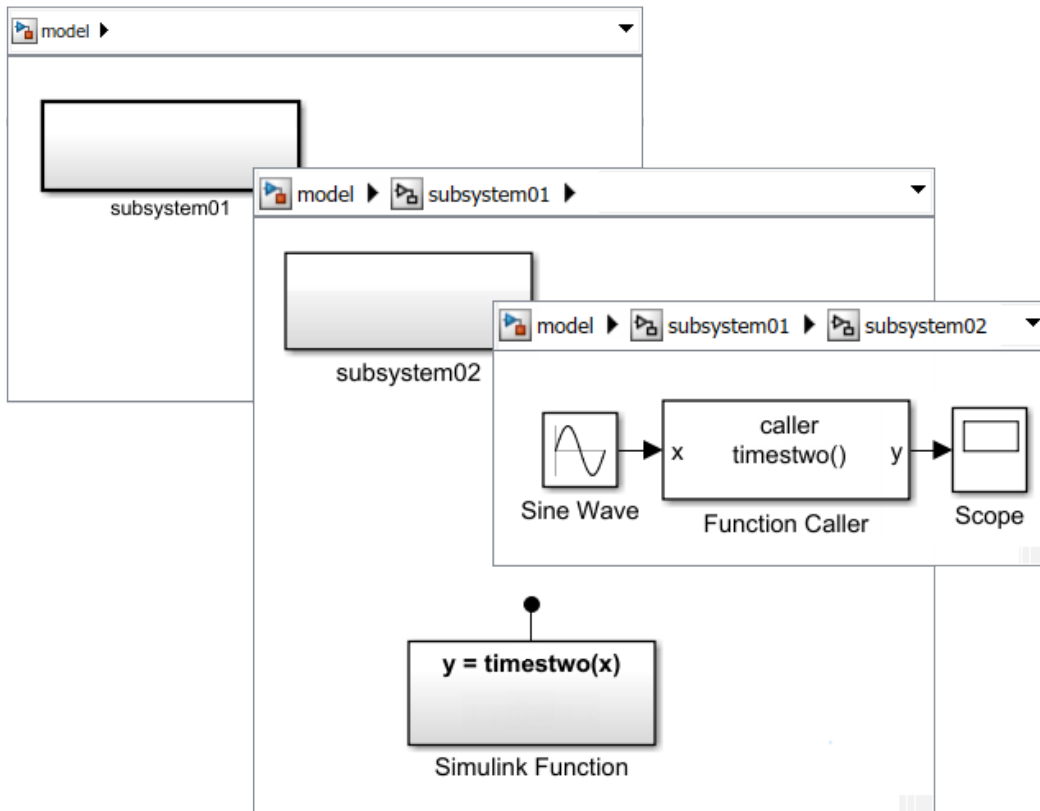 model
subsystem01
model subsystem01
subsystem02
model subsystem01 subsystem02
caller
x timestwo() y
Sine Wave
Function Caller
Scope
y = timestwo(x)
Simulink Function